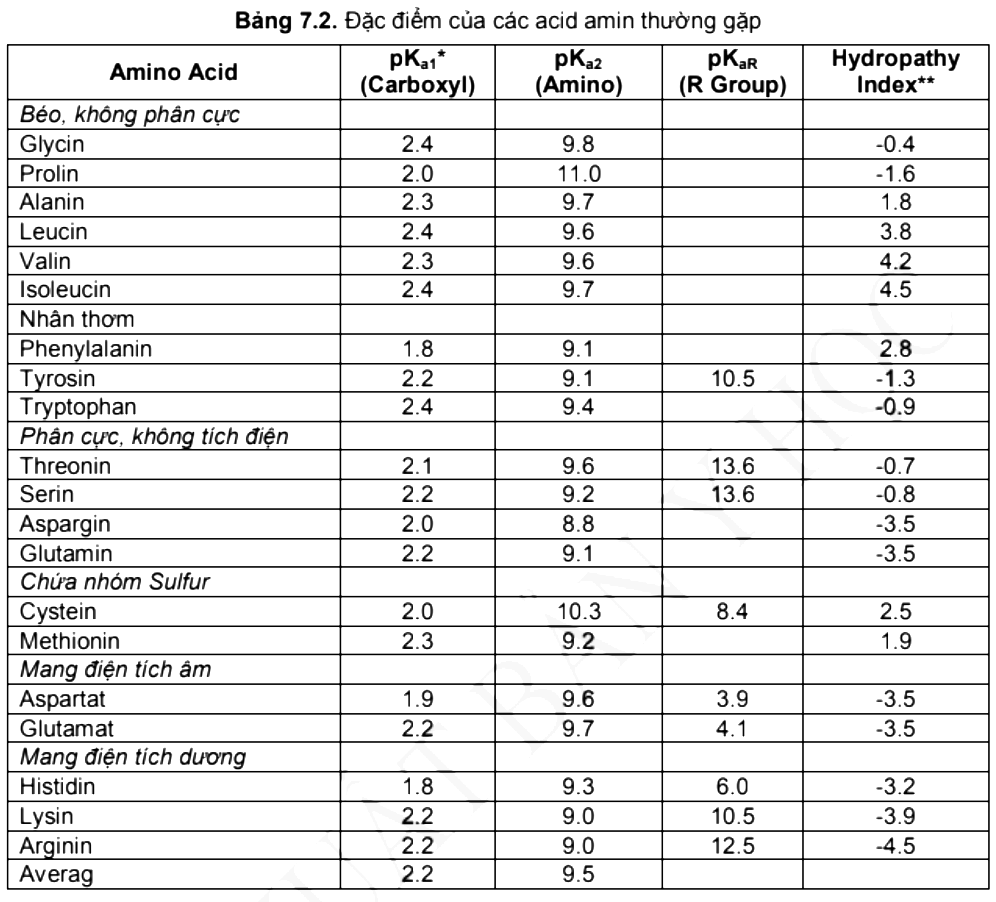 Bảng 7.2. Đặc điểm của các acid amin thường gặp
Amino Acid pKa1* (Carboxyl) pKa2 (Amino) pKaR (R Group) Hydropathy Index**
Béo, không phân cực
Glycin 2.4 9.8 -0.4
Prolin 2.0 11.0 -1.6
Alanin 2.3 9.7 1.8
Leucin 2.4 9.6 3.8
Valin 2.3 9.6 4.2
Isoleucin 2.4 9.7 4.5
Nhân thơm
Phenylalanin 1.8 9.1 2.8
Tyrosin 2.2 9.1 10.5 -1.3
Tryptophan 2.4 9.4 -0.9
Phân cực, không tích điện
Threonin 2.1 9.6 13.6 -0.7
Serin 2.2 9.2 13.6 -0.8
Aspargin 2.0 8.8 -3.5
Glutamin 2.2 9.1 -3.5
Chứa nhóm Sulfur
Cystein 2.0 10.3 8.4 2.5
Methionin 2.3 9.2 1.9
Mang điện tích âm
Aspartat 1.9 9.6 3.9 -3.5
Glutamat 2.2 9.7 4.1 -3.5
Mang điện tích dương
Histidin 1.8 9.3 6.0 -3.2
Lysin 2.2 9.0 10.5 -3.9
Arginin 2.2 9.0 12.5 -4.5
Averag 2.2 9.5